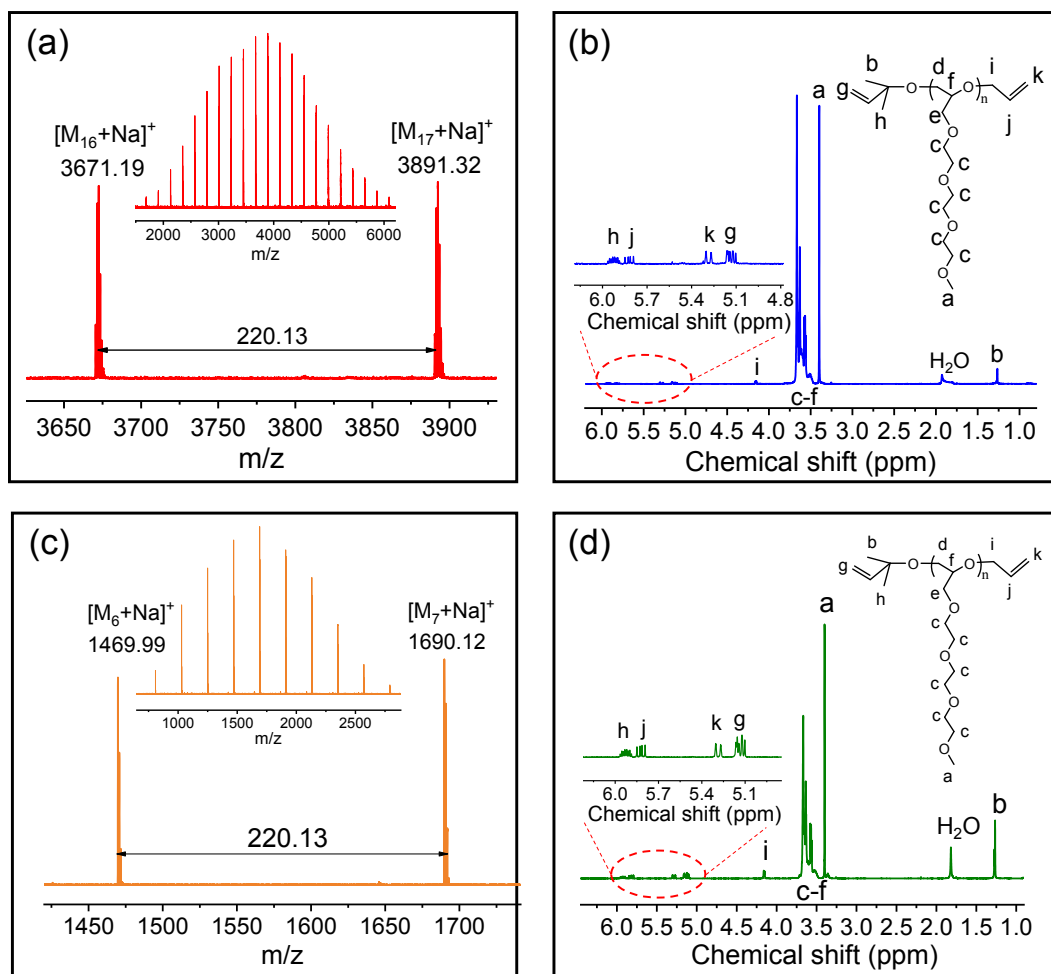 (a)
[M₁₆+Na]⁺
3671.19
[M₁₇+Na]⁺
3891.32
2000 3000 4000 5000 6000
m/z
220.13
3650 3700 3750 3800 3850 3900
m/z
(b)
b d f i k
g O ( O )n
h e j
O
c c
O
c c
O
c c
O
c c
O
a
a
h j k g
6.0 5.7 5.4 5.1 4.8
Chemical shift (ppm)
i
c-f
H₂O
b
6.0 5.5 5.0 4.5 4.0 3.5 3.0 2.5 2.0 1.5 1.0
Chemical shift (ppm)
(c)
[M₆+Na]⁺
1469.99
[M₇+Na]⁺
1690.12
1000 1500 2000 2500
m/z
220.13
1450 1500 1550 1600 1650 1700
m/z
(d)
b d f i k
g O ( O )n
h e j
O
c c
O
c c
O
c c
O
c c
O
a
a
h j k g
6.0 5.7 5.4 5.1
Chemical shift (ppm)
i
c-f
H₂O
b
6.0 5.5 5.0 4.5 4.0 3.5 3.0 2.5 2.0 1.5 1.0
Chemical shift (ppm)